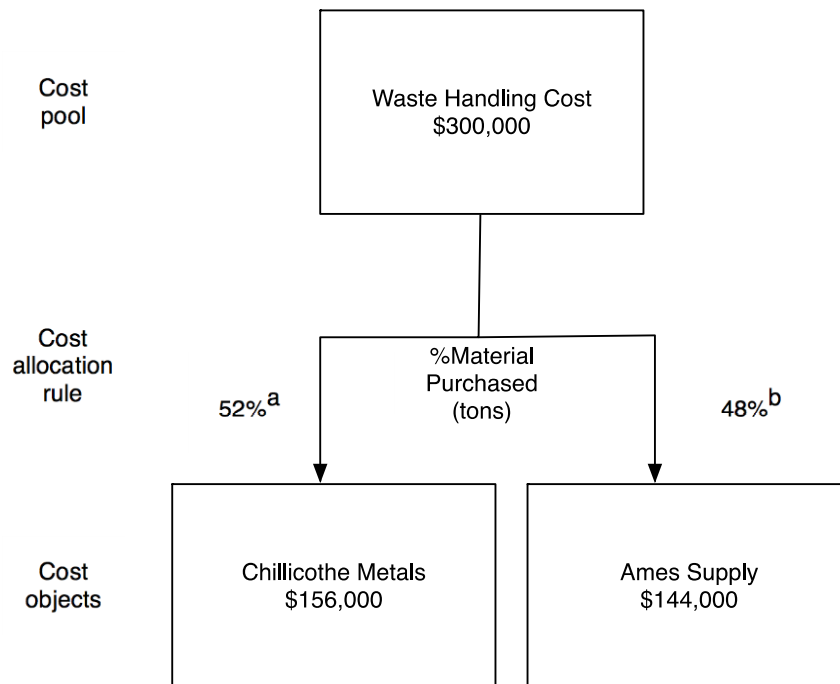 Cost
pool
Waste Handling Cost
$300,000
Cost
allocation
rule
%Material
Purchased
(tons)
52%a
48%b
Cost
objects
Chillicothe Metals
$156,000
Ames Supply
$144,000